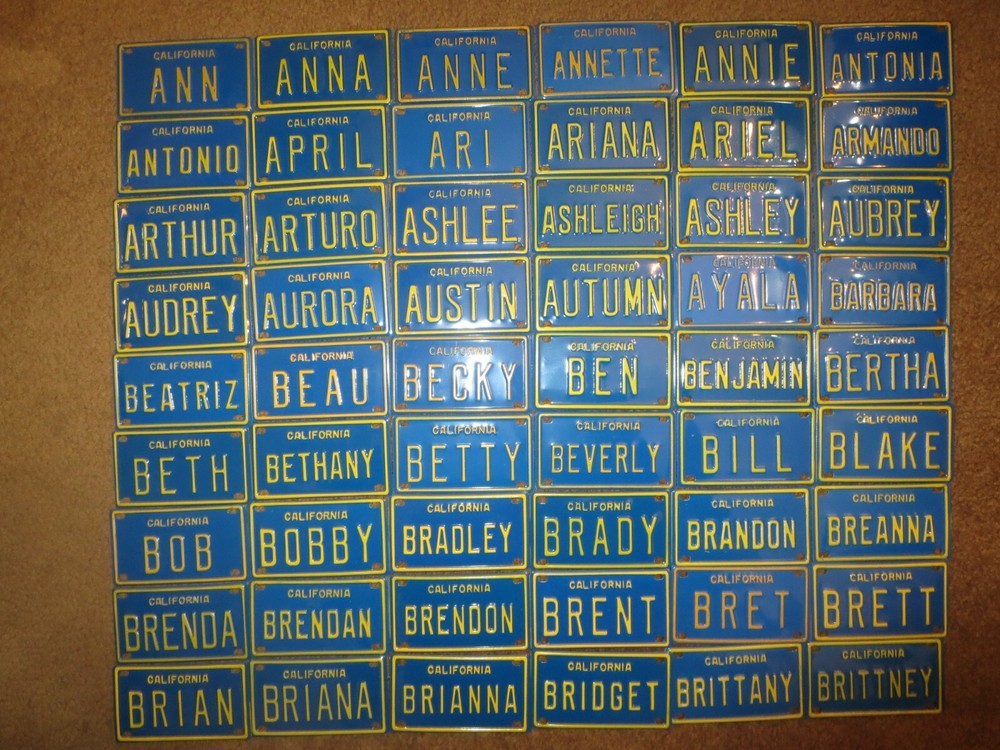 CALIFORNIA CALIFORNIA CALIFORNIA CALIFORNIA CALIFORNIA CALIFORNIA
ANN ANNA ANNE ANNETTE ANNIE ANTONIA
CALIFORNIA CALIFORNIA CALIFORNIA CALIFORNIA CALIFORNIA CALIFORNIA
ANTONIO APRIL ARI ARIANA ARIEL ARMANDO
CALIFORNIA CALIFORNIA CALIFORNIA CALIFORNIA CALIFORNIA CALIFORNIA
ARTHUR ARTURO ASHLEE ASHLEIGH ASHLEY AUBREY
CALIFORNIA CALIFORNIA CALIFORNIA CALIFORNIA CALIFORNIA CALIFORNIA
AUDREY AURORA AUSTIN AUTUMN AYALA BARBARA
CALIFORNIA CALIFORNIA CALIFORNIA CALIFORNIA CALIFORNIA CALIFORNIA
BEATRIZ BEAU BECKY BEN BENJAMIN BERTHA
CALIFORNIA CALIFORNIA CALIFORNIA CALIFORNIA CALIFORNIA CALIFORNIA
BETH BETHANY BETTY BEVERLY BILL BLAKE
CALIFORNIA CALIFORNIA CALIFORNIA CALIFORNIA CALIFORNIA CALIFORNIA
BOB BOBBY BRADLEY BRADY BRANDON BREANNA
CALIFORNIA CALIFORNIA CALIFORNIA CALIFORNIA CALIFORNIA CALIFORNIA
BRENDA BRENDAN BRENDON BRENT BRET BRETT
CALIFORNIA CALIFORNIA CALIFORNIA CALIFORNIA CALIFORNIA CALIFORNIA
BRIAN BRIANA BRIANNA BRIDGET BRITTANY BRITTNEY